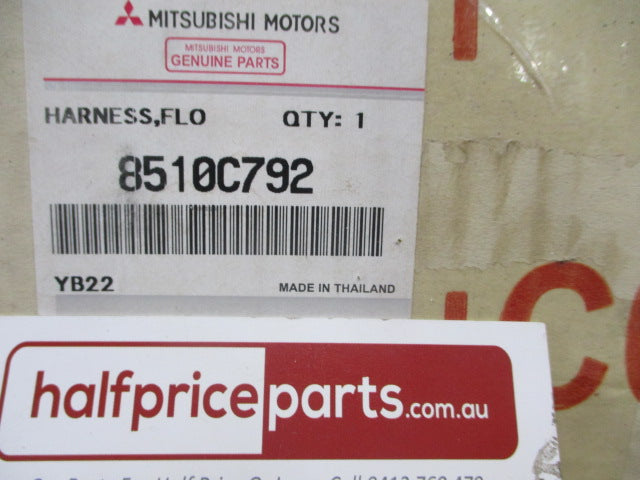 MITSUBISHI MOTORS
MITSUBISHI MOTORS
GENUINE PARTS
HARNESS,FLO QTY: 1
8510C792
YB22 MADE IN THAILAND
halfpriceparts.com.au